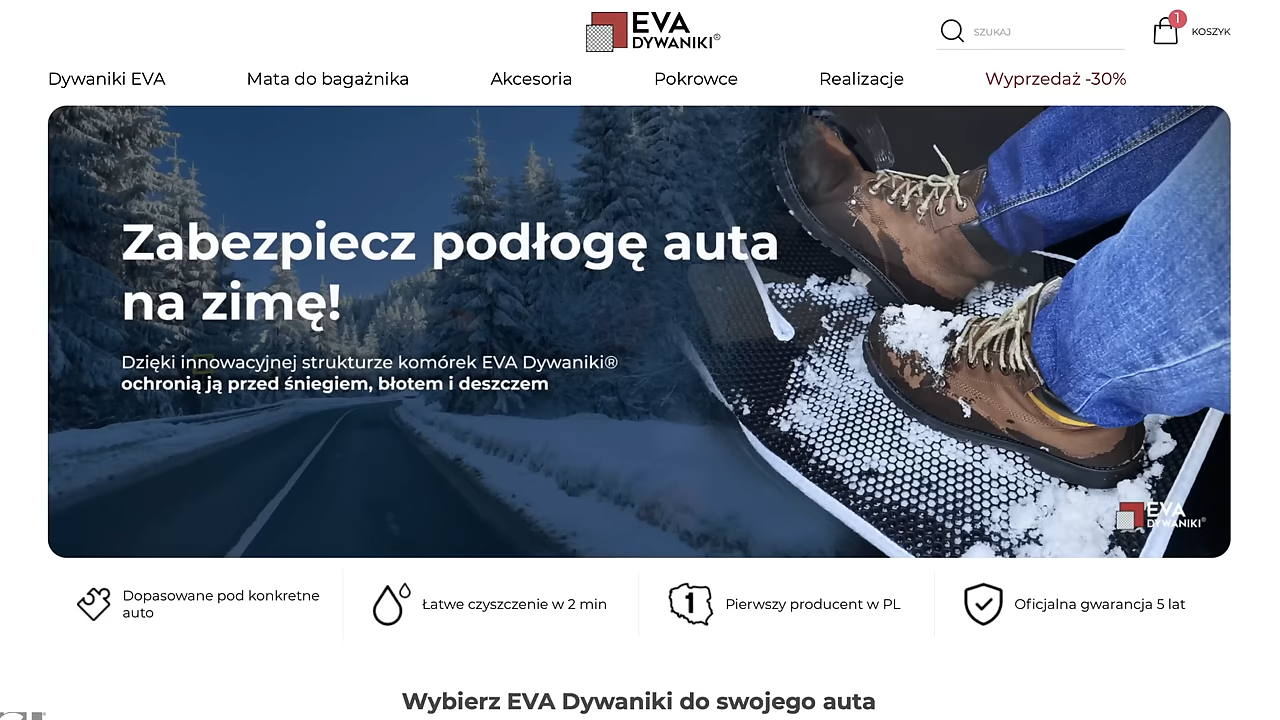 EVA
DYWANIKI®
SZUKAJ
1
KOSZYK
Dywaniki EVA
Mata do bagażnika
Akcesoria
Pokrowce
Realizacje
Wyprzedaż -30%
Zabezpiecz podłogę auta
na zimę!
Dzięki innowacyjnej strukturze komórek EVA Dywaniki®
ochronią ją przed śniegiem, błotem i deszczem
EVA
DYWANIKI®
Dopasowane pod konkretne
auto
Łatwe czyszczenie w 2 min
1
Pierwszy producent w PL
Oficjalna gwarancja 5 lat
Wybierz EVA Dywaniki do swojego auta